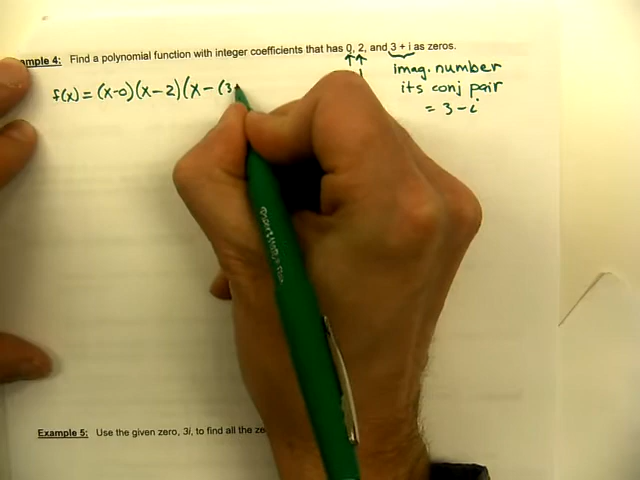 ample 4: Find a polynomial function with integer coefficients that has 0, 2, and 3 + i as zeros.
imag. number
its conj pair
= 3 - i
f(x) = (x-0)(x-2)(x-(3
Example 5: Use the given zero, 3i, to find all the ze